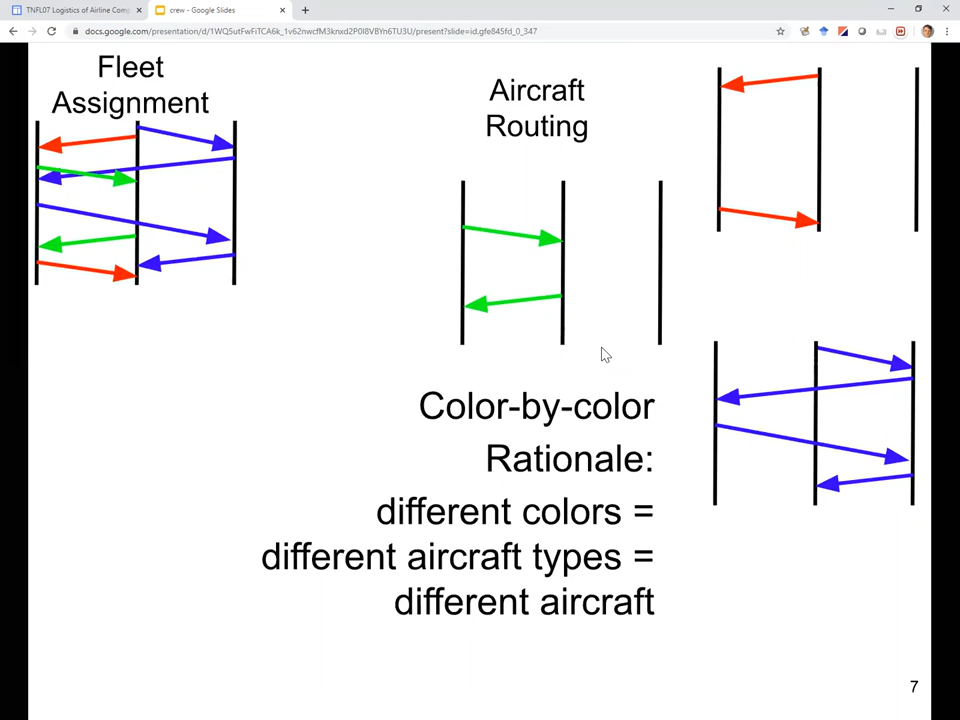 TNFL07 Logistics of Airline Com
crew - Google Slides
docs.google.com/presentation/d/1WQ5utFwFiTCA6k_1v62nwcfM3knxd2P0I8VBYn6TU3U/present?slide=id.gfe845fd_0_347
Fleet
Assignment
Aircraft
Routing
Color-by-color
Rationale:
different colors =
different aircraft types =
different aircraft
7